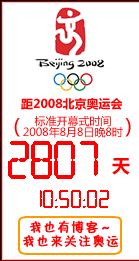 Beijing 2008
距2008北京奥运会
(标准开幕式时间
2008年8月8日晚8时)
2807 天
10:50:02
我也有博客~
我也来关注奥运